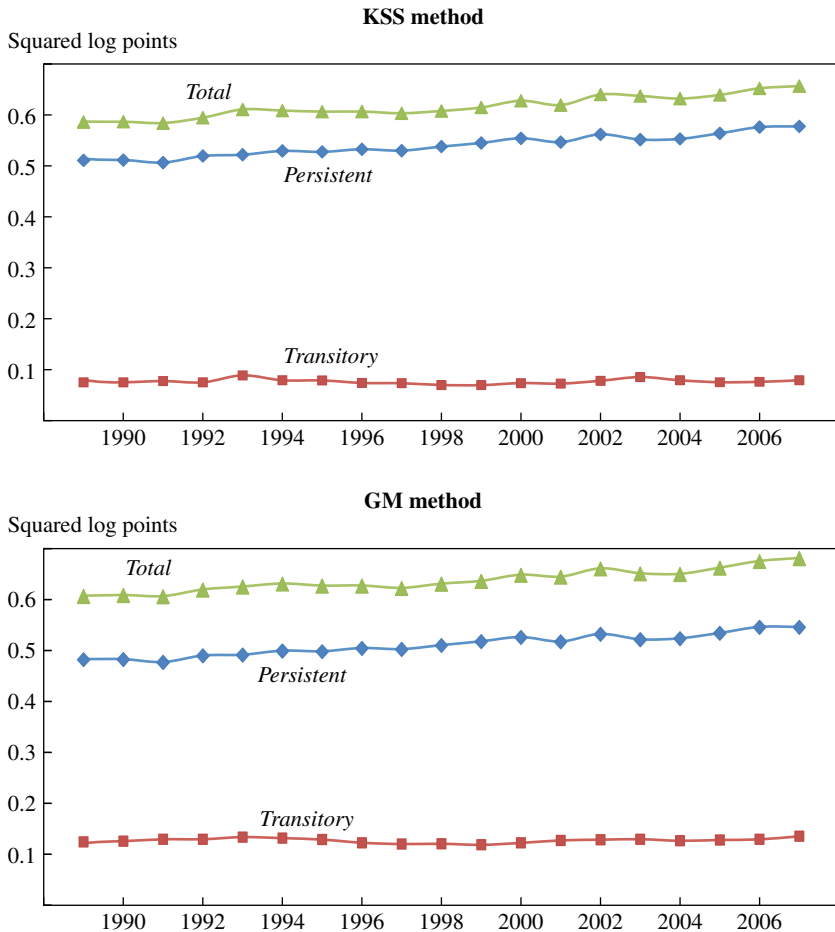 KSS method
Squared log points
Total
0.6
0.5
Persistent
0.4
0.3
0.2
Transitory
0.1
1990 1992 1994 1996 1998 2000 2002 2004 2006
GM method
Squared log points
Total
0.6
0.5
Persistent
0.4
0.3
0.2
Transitory
0.1
1990 1992 1994 1996 1998 2000 2002 2004 2006